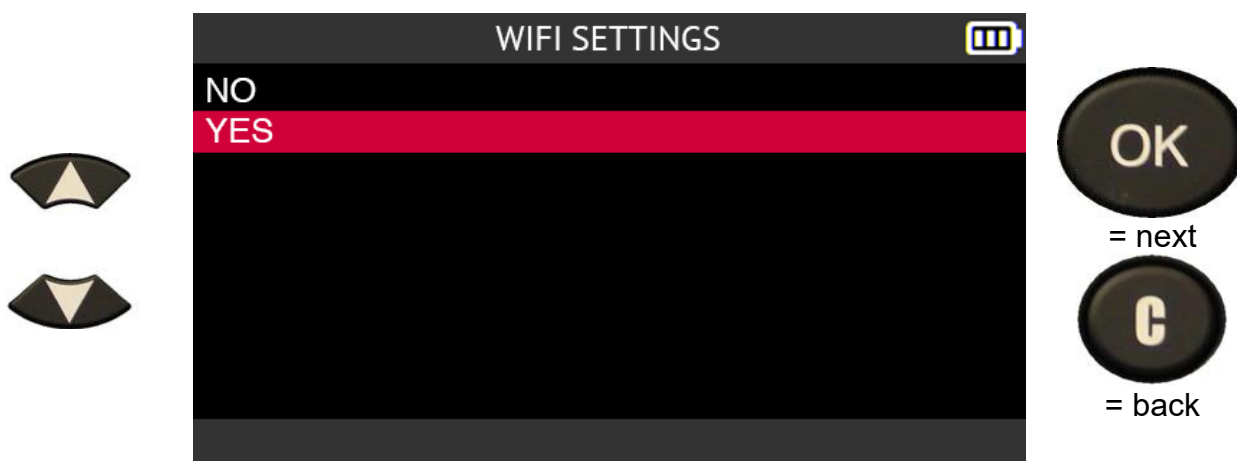 WIFI SETTINGS
NO
YES
OK
= next
C
= back